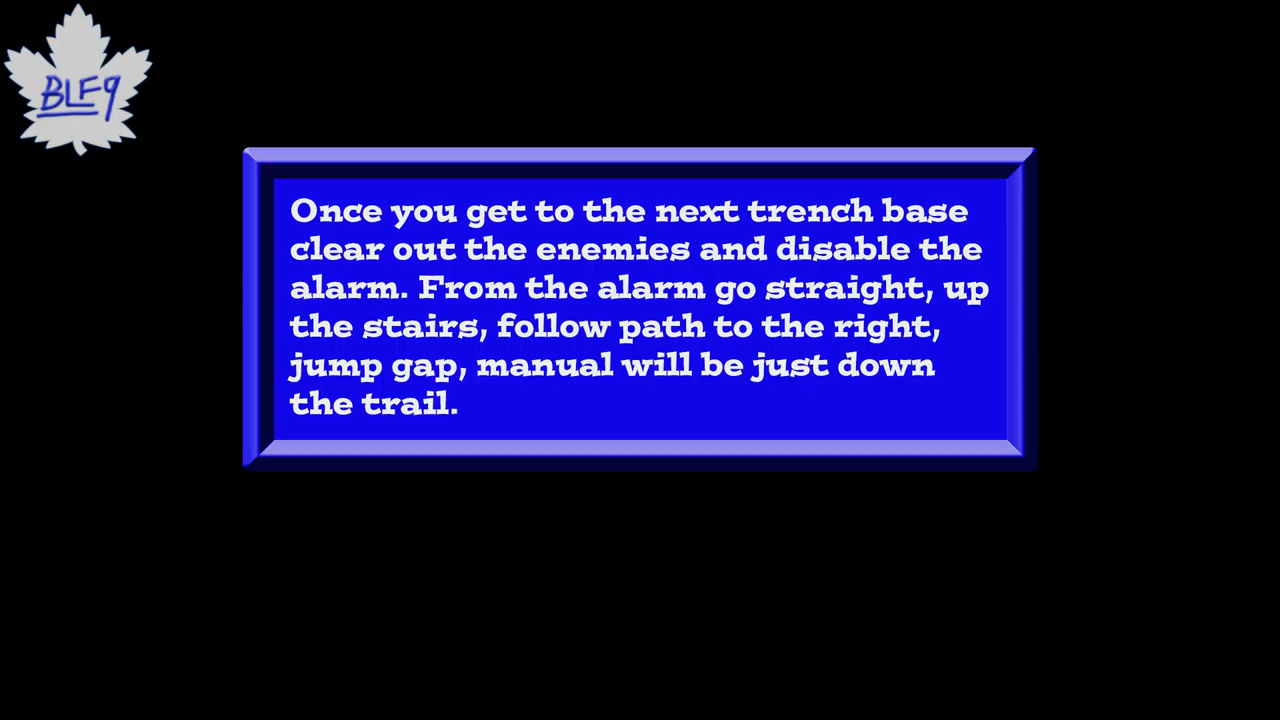 BLF9
Once you get to the next trench base
clear out the enemies and disable the
alarm. From the alarm go straight, up
the stairs, follow path to the right,
jump gap, manual will be just down
the trail.